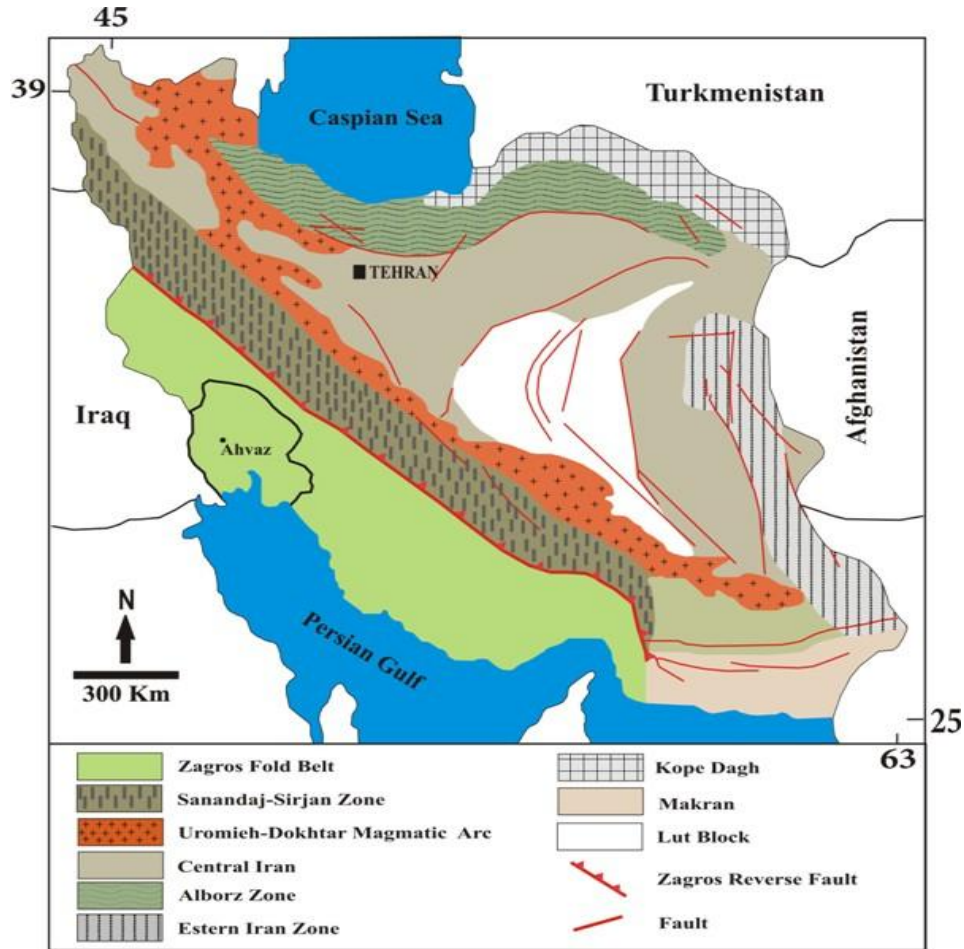 45
39
Caspian Sea
Turkmenistan
TEHRAN
Afghanistan
Iraq
Ahvaz
N
300 Km
Persian Gulf
25
63
Zagros Fold Belt
Sanandaj-Sirjan Zone
Uromieh-Dokhtar Magmatic Arc
Central Iran
Alborz Zone
Estern Iran Zone
Kope Dagh
Makran
Lut Block
Zagros Reverse Fault
Fault